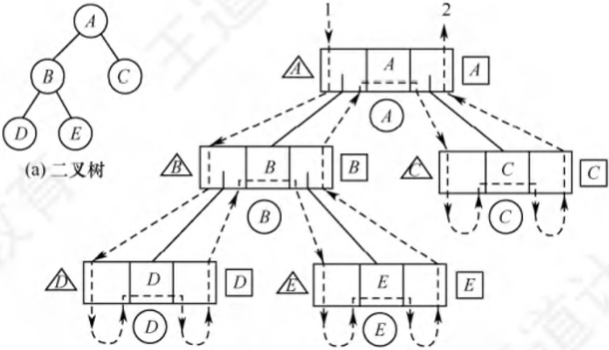 A
B C
D E
(a) 二叉树
1 2
A A A
A
B B B
B
C C C
C
D D D
D
E E E
E